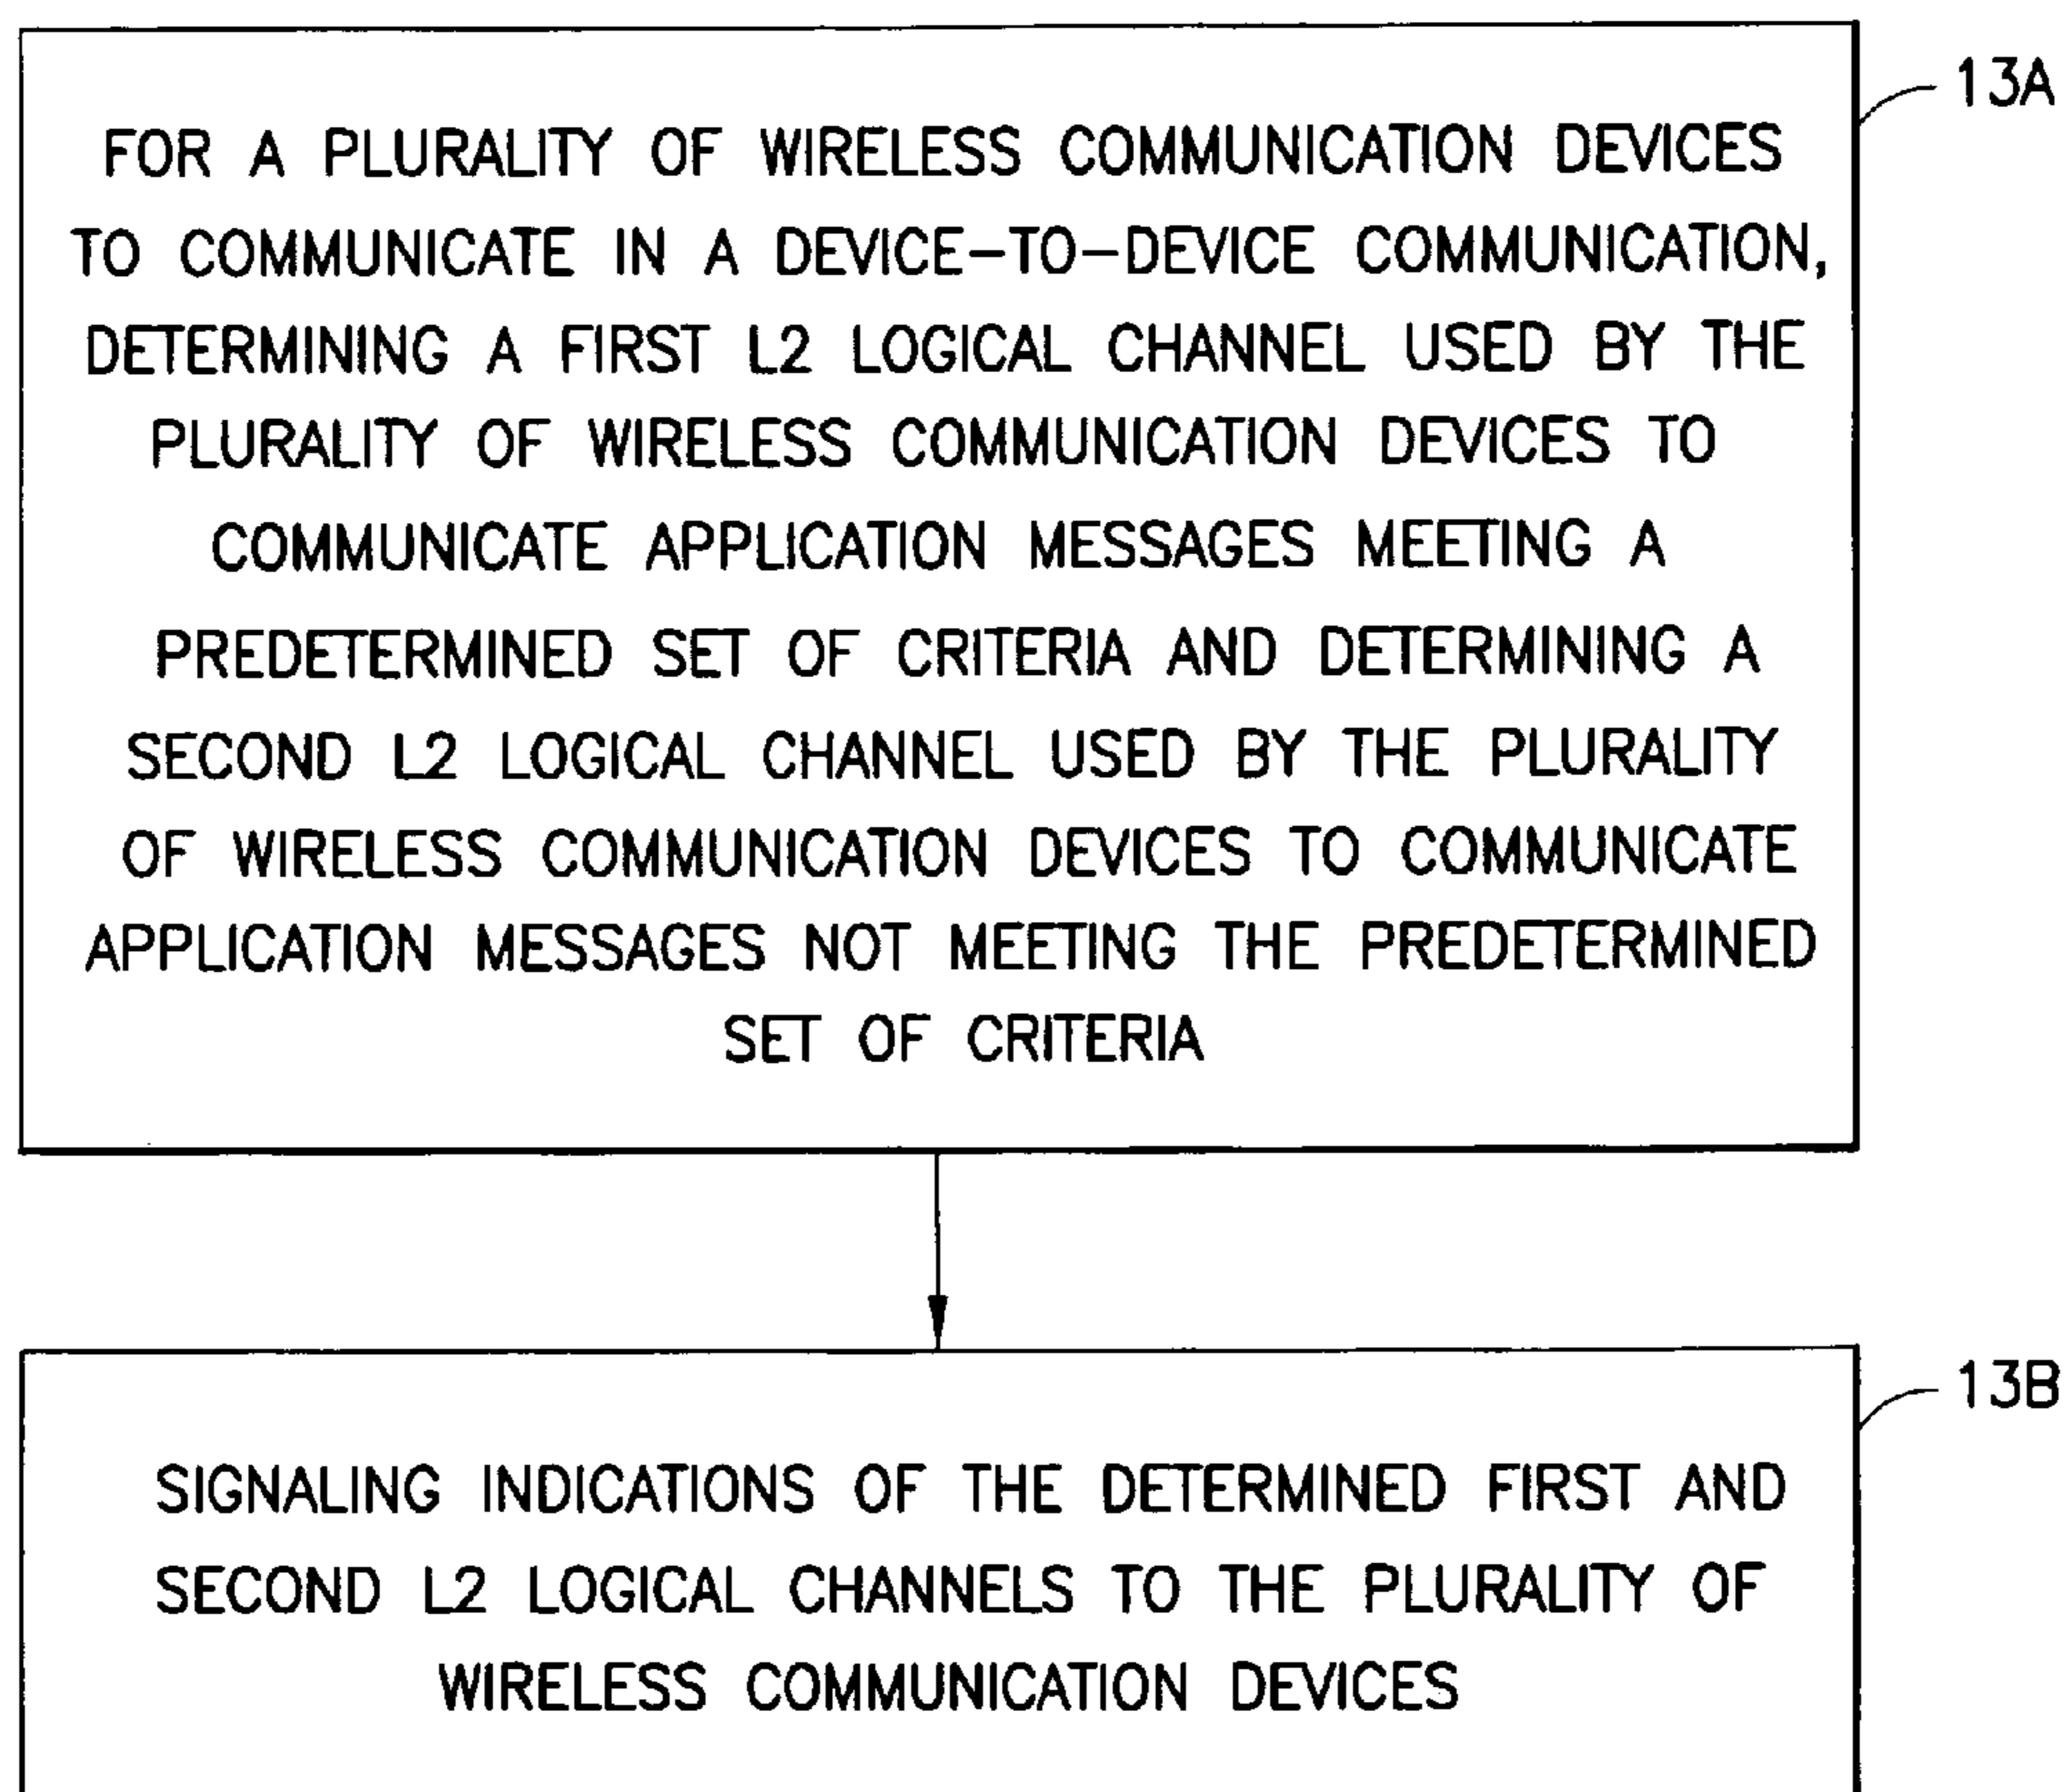 13A
FOR A PLURALITY OF WIRELESS COMMUNICATION DEVICES
TO COMMUNICATE IN A DEVICE-TO-DEVICE COMMUNICATION,
DETERMINING A FIRST L2 LOGICAL CHANNEL USED BY THE
PLURALITY OF WIRELESS COMMUNICATION DEVICES TO
COMMUNICATE APPLICATION MESSAGES MEETING A
PREDETERMINED SET OF CRITERIA AND DETERMINING A
SECOND L2 LOGICAL CHANNEL USED BY THE PLURALITY
OF WIRELESS COMMUNICATION DEVICES TO COMMUNICATE
APPLICATION MESSAGES NOT MEETING THE PREDETERMINED
SET OF CRITERIA
13B
SIGNALING INDICATIONS OF THE DETERMINED FIRST AND
SECOND L2 LOGICAL CHANNELS TO THE PLURALITY OF
WIRELESS COMMUNICATION DEVICES